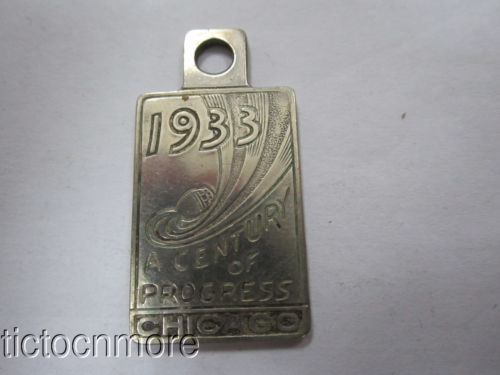 1933
A CENTURY
OF
PROGRESS
CHICAGO
tictocnmore